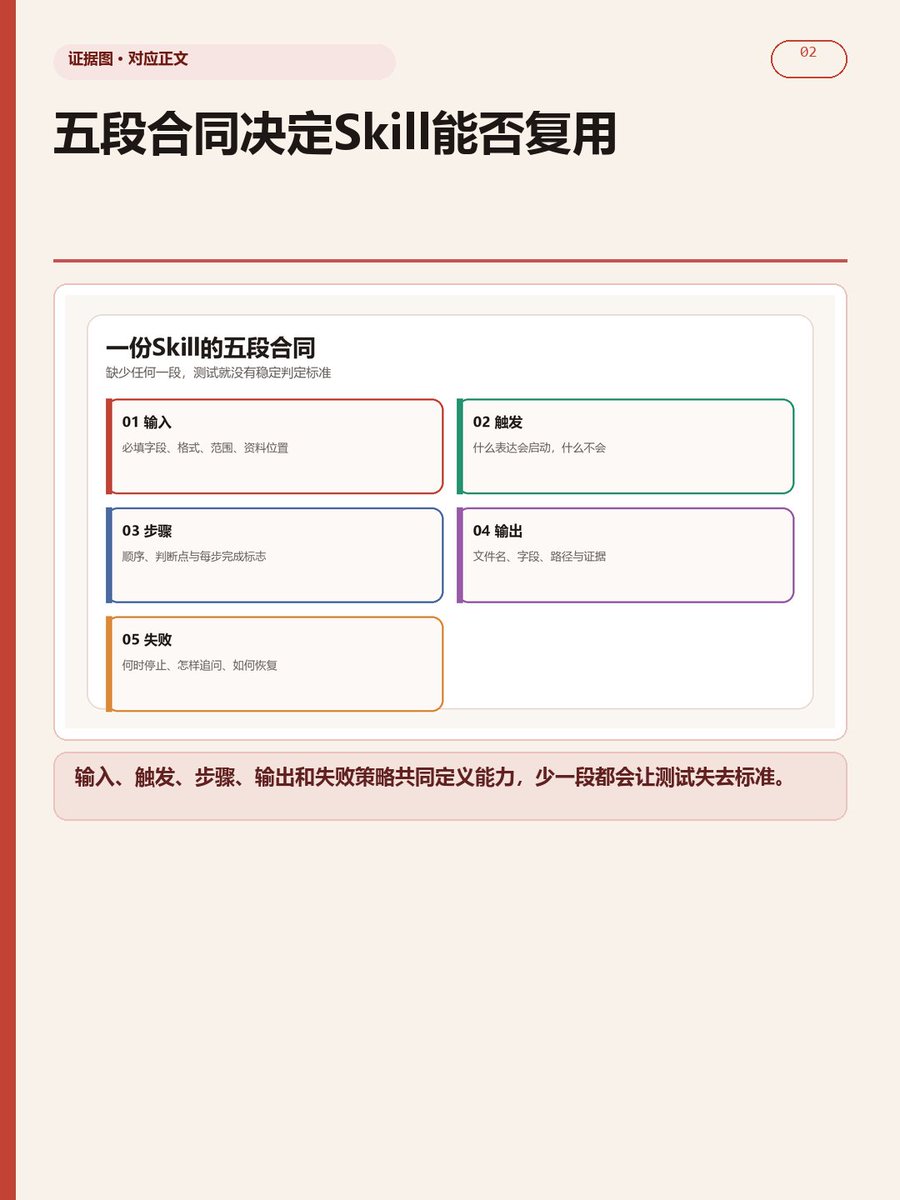 证据图·对应正文
02
五段合同决定Skill能否复用
一份Skill的五段合同
缺少任何一段，测试就没有稳定判定标准
01 输入
必填字段、格式、范围、资料位置
02 触发
什么表达会启动，什么不会
03 步骤
顺序、判断点与每步完成标志
04 输出
文件名、字段、路径与证据
05 失败
何时停止、怎样追问、如何恢复
输入、触发、步骤、输出和失败策略共同定义能力，少一段都会让测试失去标准。